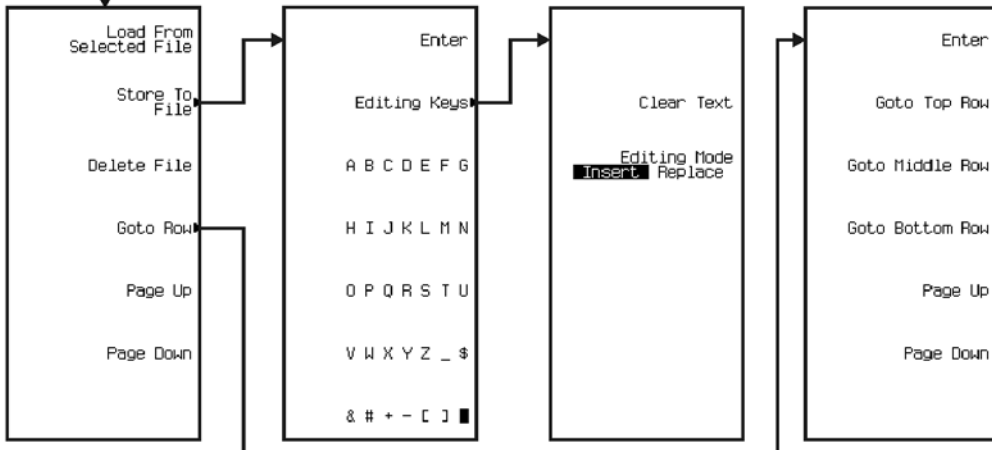 Load From
Selected File
Store To
File
Delete File
Goto Row
Page Up
Page Down
Enter
Editing Keys
A B C D E F G
H I J K L M N
O P Q R S T U
V W X Y Z _ $
& # + - [ ]
Clear Text
Editing Mode
Insert Replace
Enter
Goto Top Row
Goto Middle Row
Goto Bottom Row
Page Up
Page Down